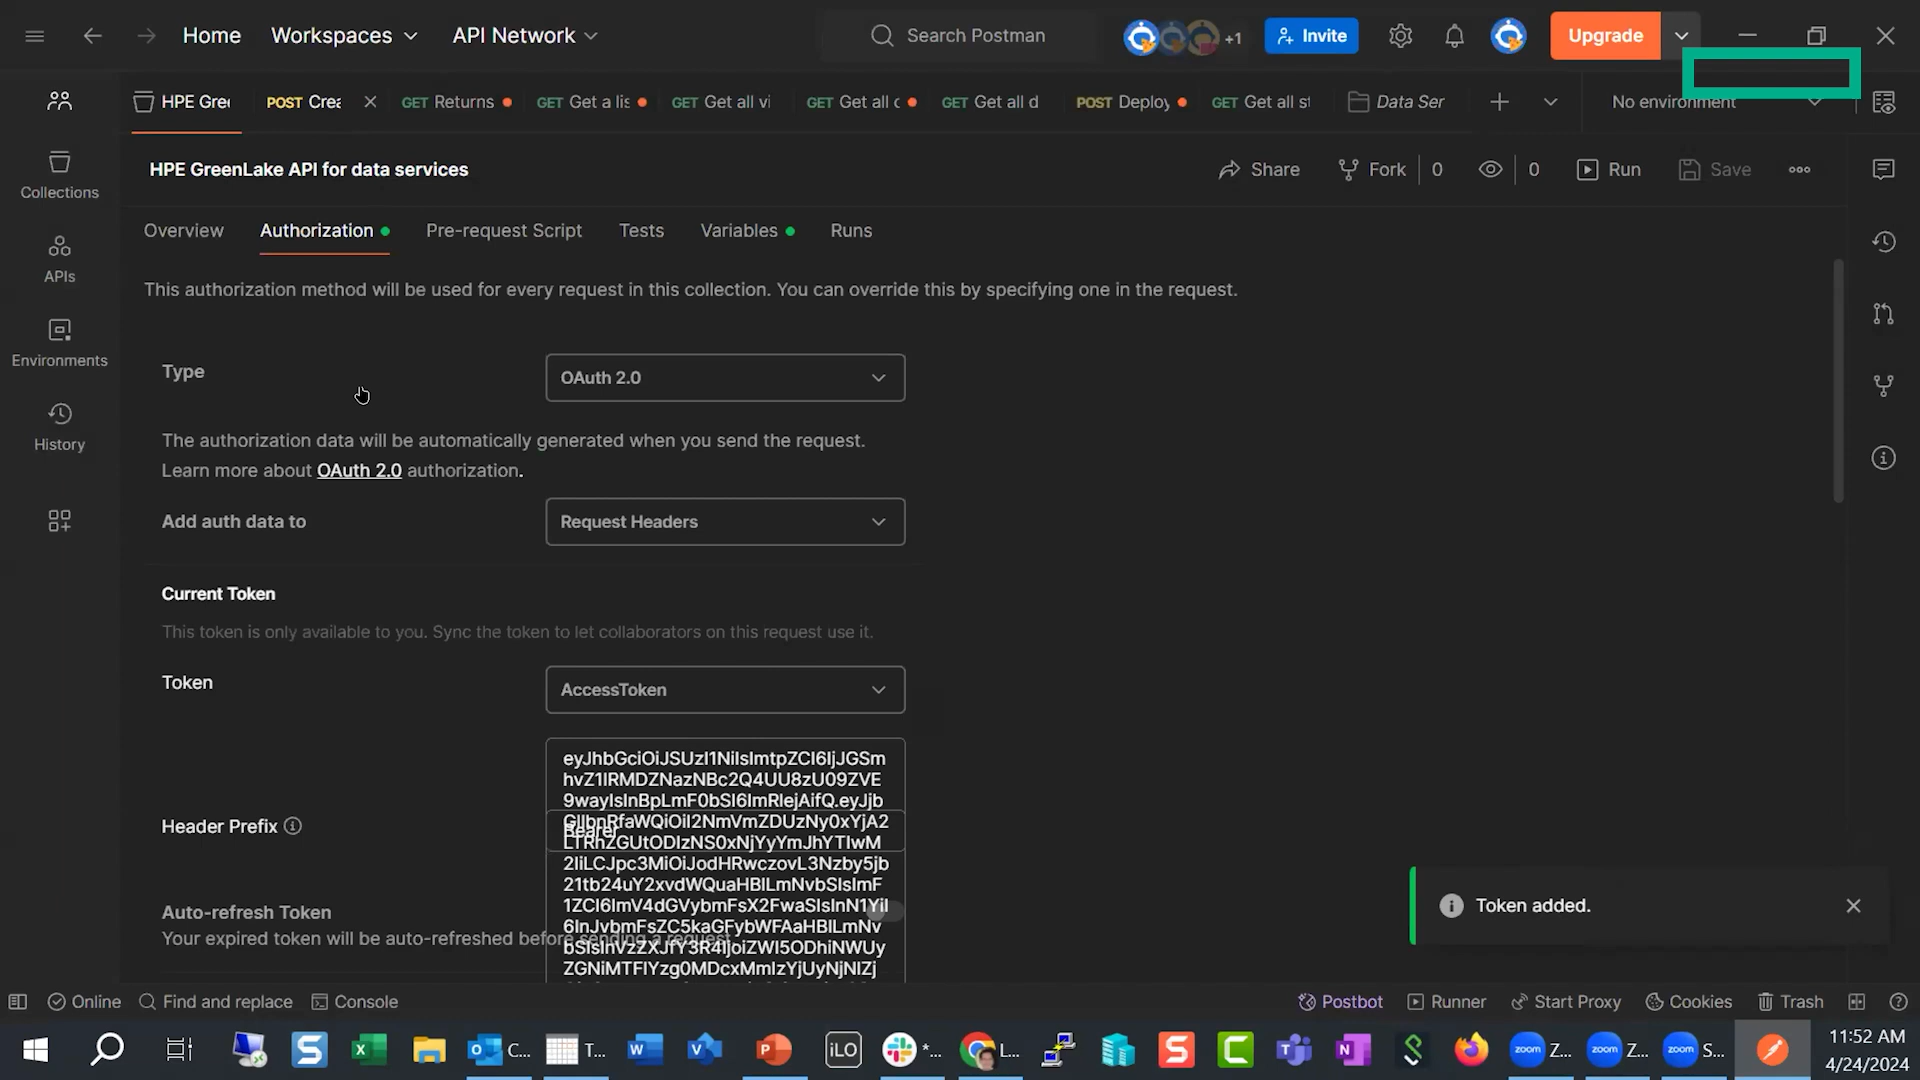 Home
Workspaces
API Network
Search Postman
+1
Invite
Upgrade
HPE Gree
POST Crea
GET Returns
GET Get a lis
GET Get all vi
GET Get all c
GET Get all d
POST Deploy
GET Get all st
Data Ser
No environment
HPE GreenLake API for data services
Share
Fork
0
0
Run
Save
Collections
APIs
Environments
History
Overview
Authorization
Pre-request Script
Tests
Variables
Runs
This authorization method will be used for every request in this collection. You can override this by specifying one in the request.
Type
OAuth 2.0
The authorization data will be automatically generated when you send the request.
Learn more about OAuth 2.0 authorization.
Add auth data to
Request Headers
Current Token
This token is only available to you. Sync the token to let collaborators on this request use it.
Token
AccessToken
Header Prefix
Bearer
Auto-refresh Token
Your expired token will be auto-refreshed before sending a request.
Token added.
Online
Find and replace
Console
Postbot
Runner
Start Proxy
Cookies
Trash
C...
T...
iLO
*...
L...
zoom
Z...
zoom
Z...
zoom
S...
11:52 AM
4/24/2024